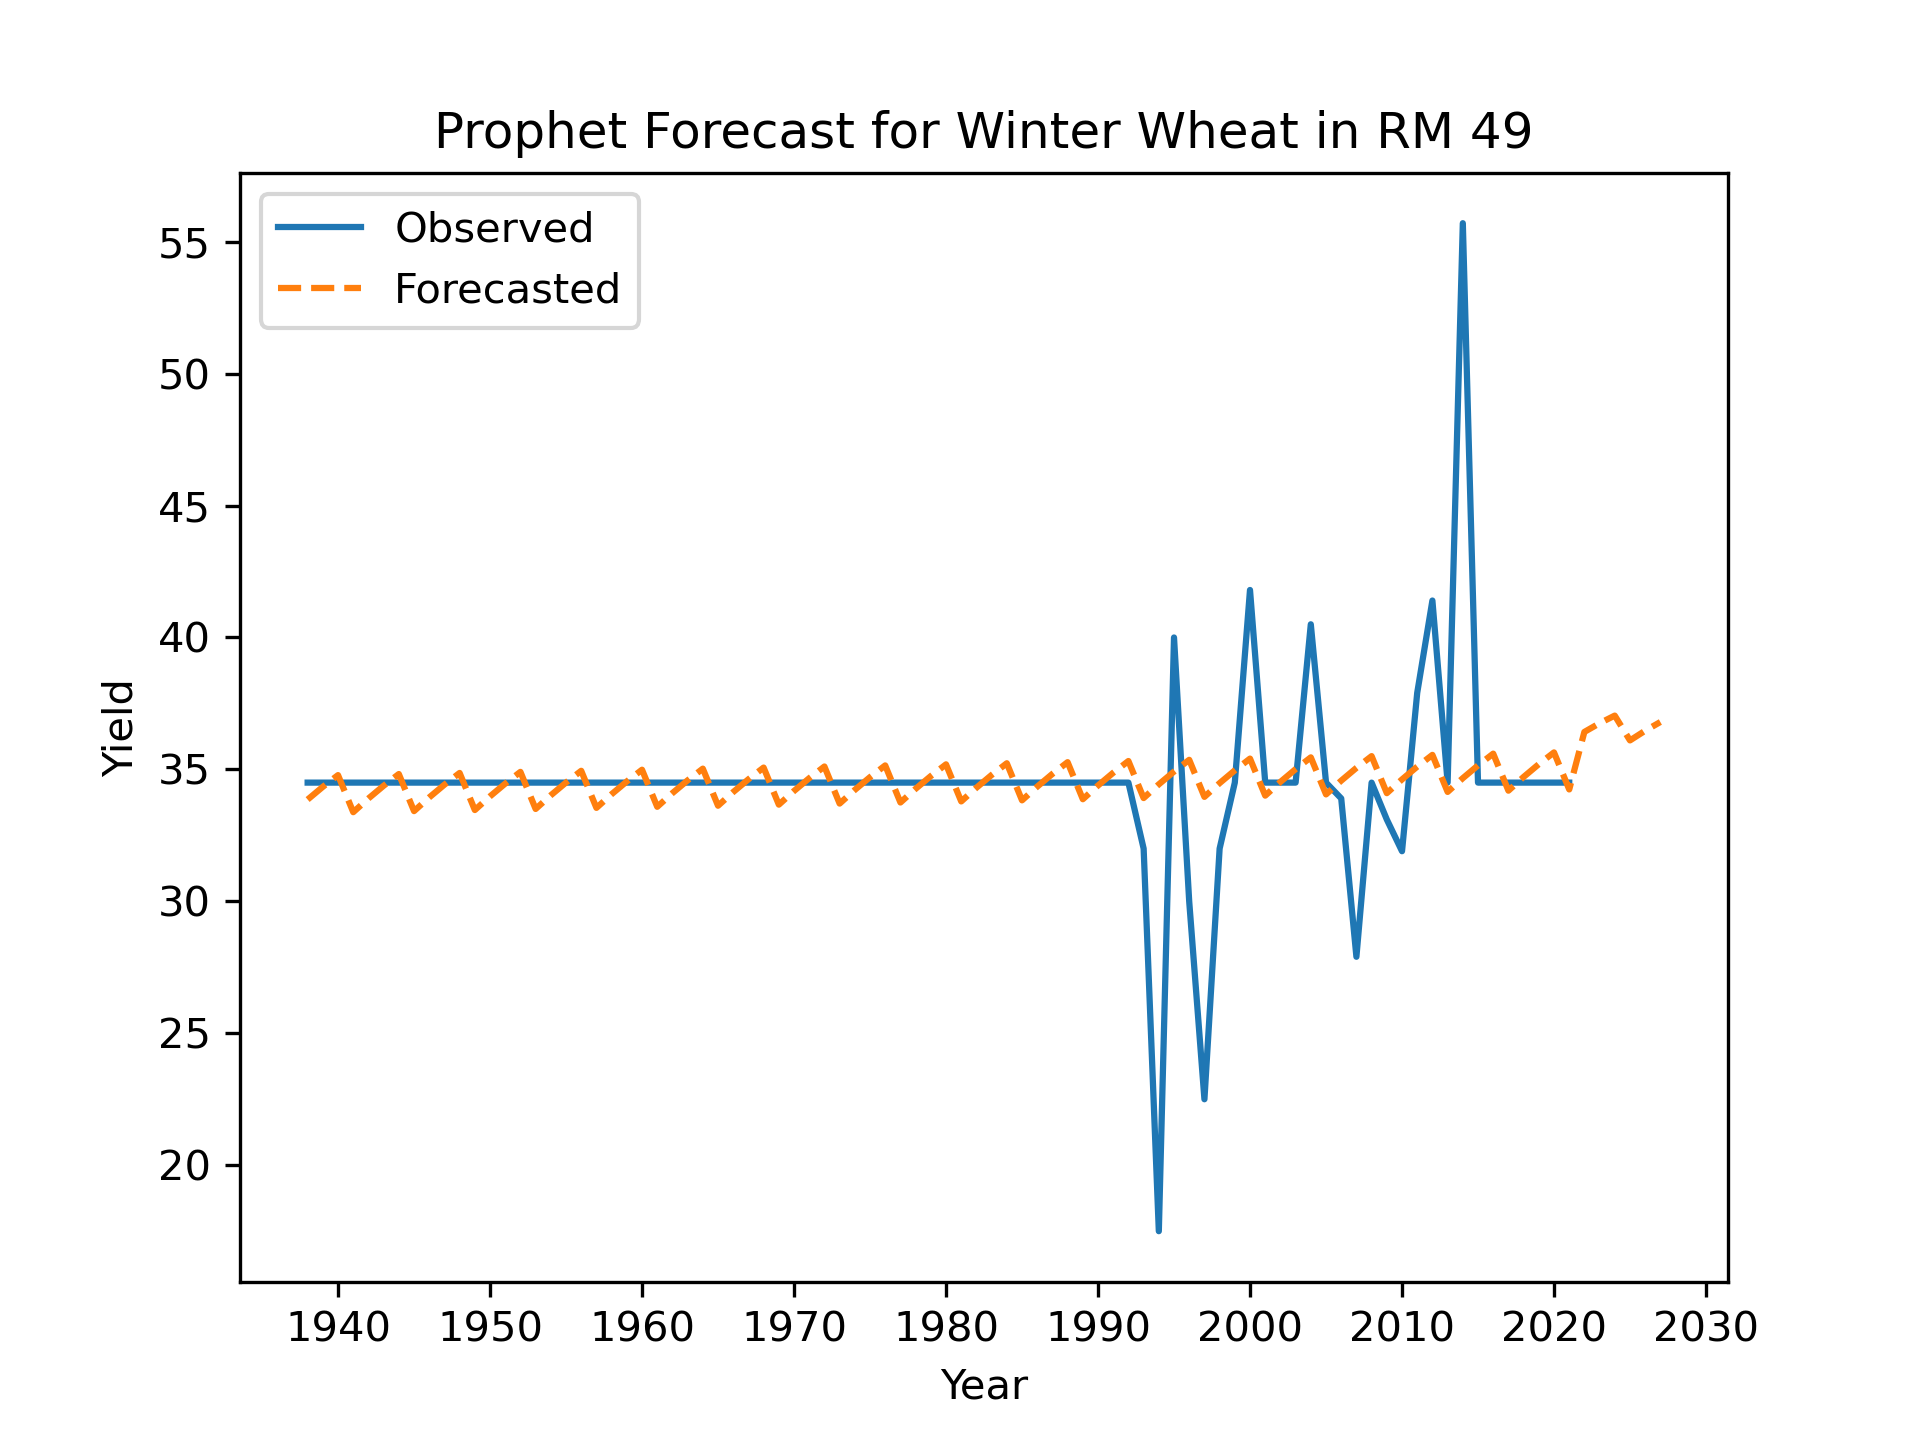 Prophet Forecast for Winter Wheat in RM 49
Observed
Forecasted
55
50
45
40
35
30
25
20
Yield
1940 1950 1960 1970 1980 1990 2000 2010 2020 2030
Year